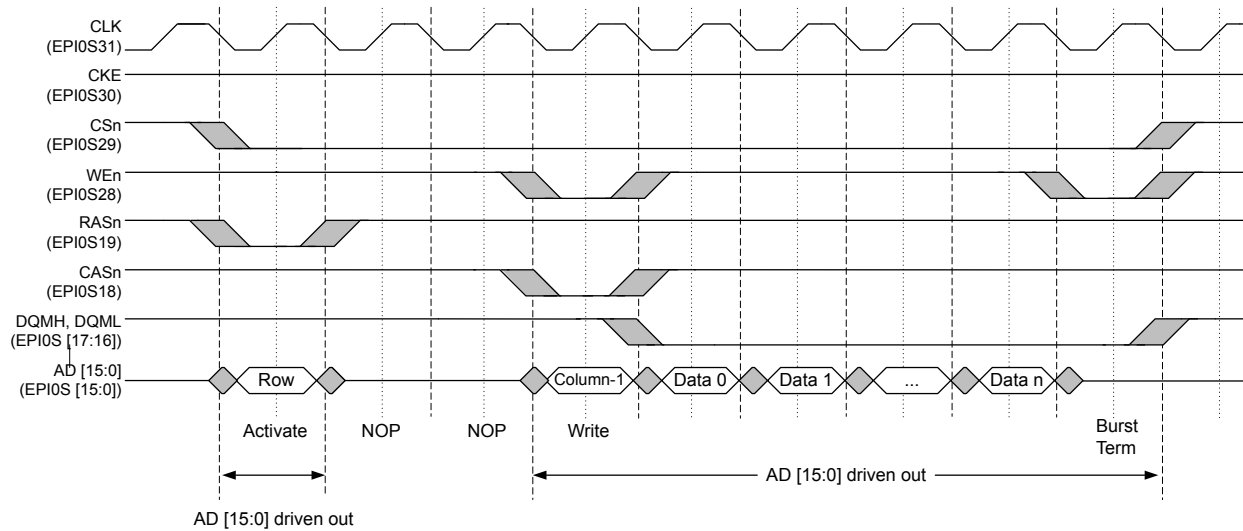 CLK
(EPI0S31)
CKE
(EPI0S30)
CSn
(EPI0S29)
WEn
(EPI0S28)
RASn
(EPI0S19)
CASn
(EPI0S18)
DQMH, DQML
(EPI0S [17:16])
AD [15:0]
(EPI0S [15:0])
Row
Column-1
Data 0
Data 1
...
Data n
Activate
NOP
NOP
Write
Burst
Term
AD [15:0] driven out
AD [15:0] driven out